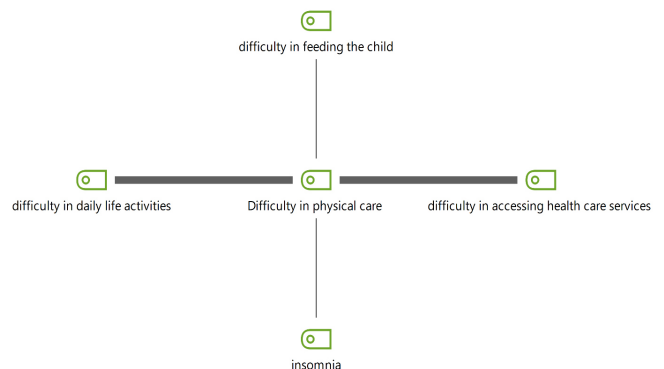 difficulty in feeding the child
difficulty in daily life activities
Difficulty in physical care
difficulty in accessing health care services
insomnia